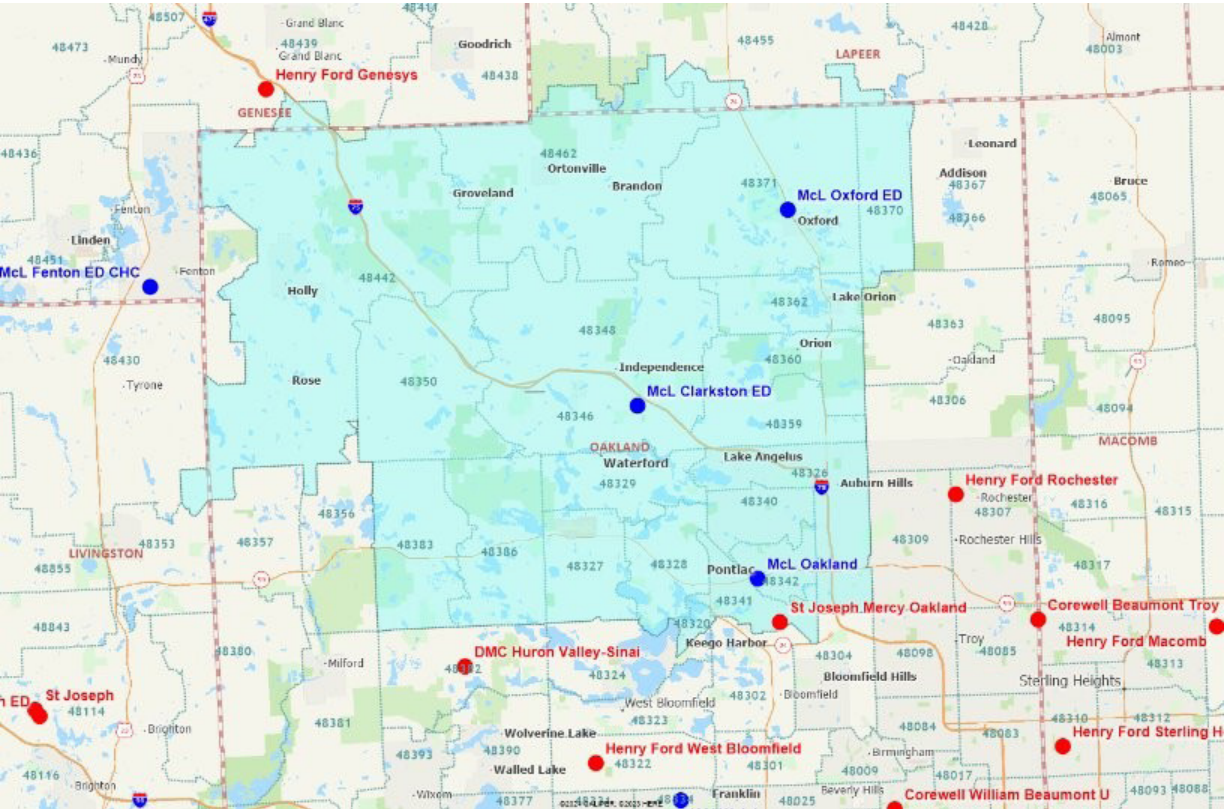 48507
48411
Grand Blanc
48439
Grand Blanc
48473
Mundy
Goodrich
48438
48455
LAPEER
48428
Almont
48003
Henry Ford Genesys
GENESEE
75
24
48436
48462
Ortonville
Brandon
Groveland
Leonard
Addison
48367
48366
Bruce
48065
48371
McL Oxford ED
Oxford
48370
Fenton
Linden
48451
McL Fenton ED CHC
Fenton
48442
Holly
Romeo
48362
Lake Orion
48095
48348
48363
Orion
48360
Oakland
53
48430
Tyrone
Rose
48350
Independence
McL Clarkston ED
48306
48094
48346
48359
OAKLAND
Waterford
48329
Lake Angelus
48326
Auburn Hills
75
MACOMB
Henry Ford Rochester
Rochester
48307
48316
48315
48356
48340
LIVINGSTON
48353
48357
48855
48383
48386
48327
48328
Pontiac
McL Oakland
48342
48341
48309
Rochester Hills
48317
59
59
St Joseph Mercy Oakland
Corewell Beaumont Troy
48314
Henry Ford Macomb
48843
48320
Keego Harbor
24
48304
48098
Troy
48085
48380
Milford
DMC Huron Valley-Sinai
48382
48324
Bloomfield Hills
Sterling Heights
48313
St Joseph
48114
Brighton
48381
48302
Bloomfield
West Bloomfield
48323
48084
48310
48312
Wolverine Lake
48393
48390
Walled Lake
Henry Ford West Bloomfield
48322
48301
Birmingham
48083
Henry Ford Sterling H
48116
Brighton
48009
48017
Wixom
48377
Franklin
48025
Beverly Hills
Corewell William Beaumont U
48093
48088